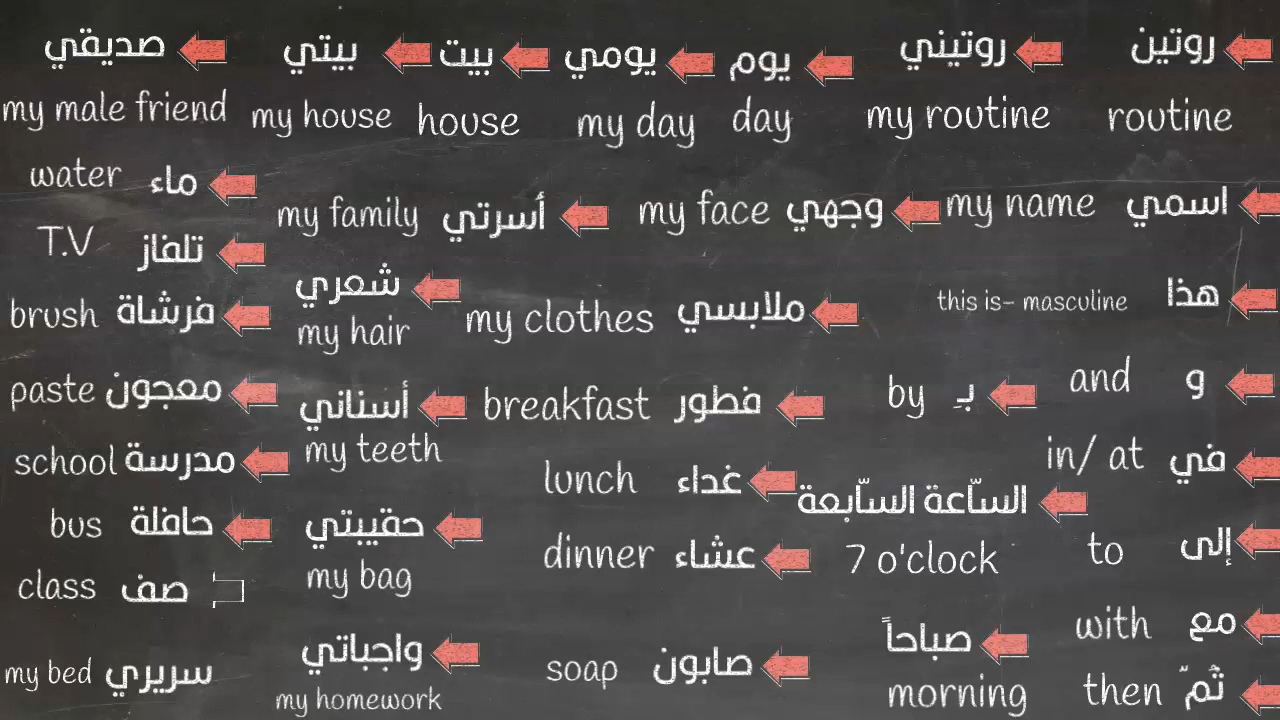 روتين روتيني يوم يومي بيت بيتي صديقي
routine my routine day my day house my house my male friend
اسمي my name وجهي my face أسرتي my family ماء water
هذا this is- masculine ملابسي my clothes شعري my hair تلفاز T.V
و and بـِ by فطور breakfast أسناني my teeth فرشاة brush
في in/ at السّاعة السّابعة 7 o'clock غداء lunch حقيبتي my bag معجون paste
إلى to عشاء dinner مدرسة school
مع with صباحاً morning صابون soap واجباتي my homework حافلة bus
ثُمّ then صف class
سريري my bed